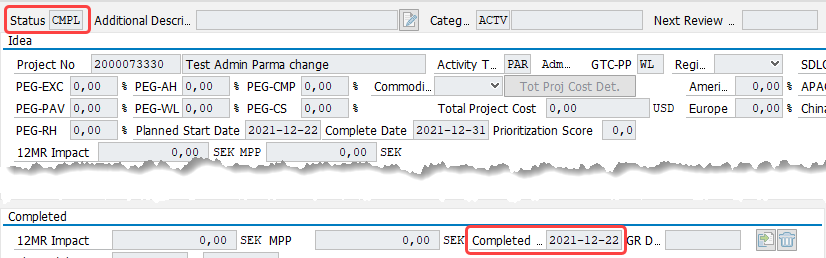 Status CMPL Additional Descri... Categ... ACTV Next Review ...
Idea
Project No 2000073330 Test Admin Parma change Activity T... PAR Adm... GTC-PP WL Regi... SDLC
PEG-EXC 0,00 % PEG-AH 0,00 % PEG-CMP 0,00 % Commodi... Tot Proj Cost Det. Ameri... 0,00 % APAC
PEG-PAV 0,00 % PEG-WL 0,00 % PEG-CS 0,00 % Total Project Cost 0,00 USD Europe 0,00 % China
PEG-RH 0,00 % Planned Start Date 2021-12-22 Complete Date 2021-12-31 Prioritization Score 0,0
12MR Impact 0,00 SEK MPP 0,00 SEK
Completed
12MR Impact 0,00 SEK MPP 0,00 SEK Completed ... 2021-12-22 GR D...